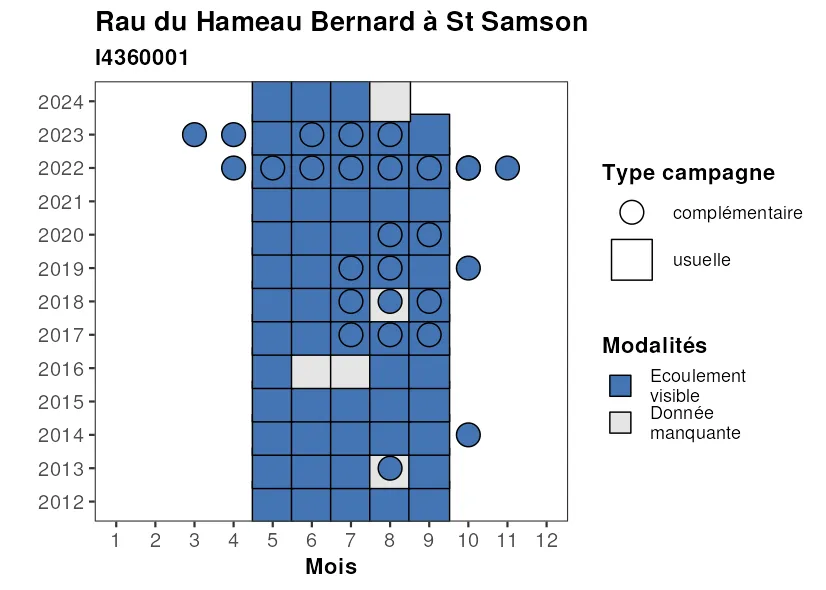 Rau du Hameau Bernard à St Samson
I4360001
2024
2023
2022
2021
2020
2019
2018
2017
2016
2015
2014
2013
2012
1 2 3 4 5 6 7 8 9 10 11 12
Mois
Type campagne
complémentaire
usuelle
Modalités
Ecoulement
visible
Donnée
manquante